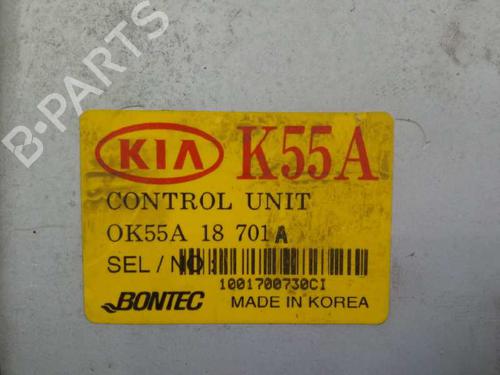 B-PARTS
KIA K55A
CONTROL UNIT
OK55A 18 701A
SEL / NO :
1001700730CI
BONTEC MADE IN KOREA